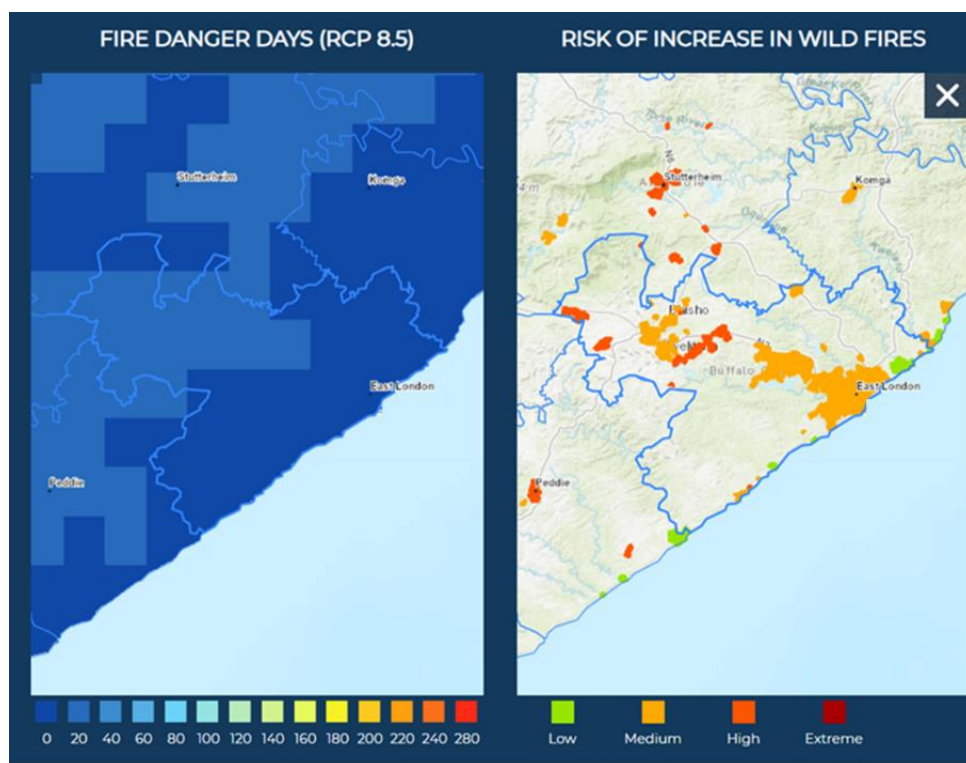 FIRE DANGER DAYS (RCP 8.5)
RISK OF INCREASE IN WILD FIRES
Stutterheim
Komga
East London
Peddie
Stutterheim
Komga
N6
Buffalo
East London
Peddie
0 20 40 60 80 100 120 140 160 180 200 220 240 280
Low Medium High Extreme